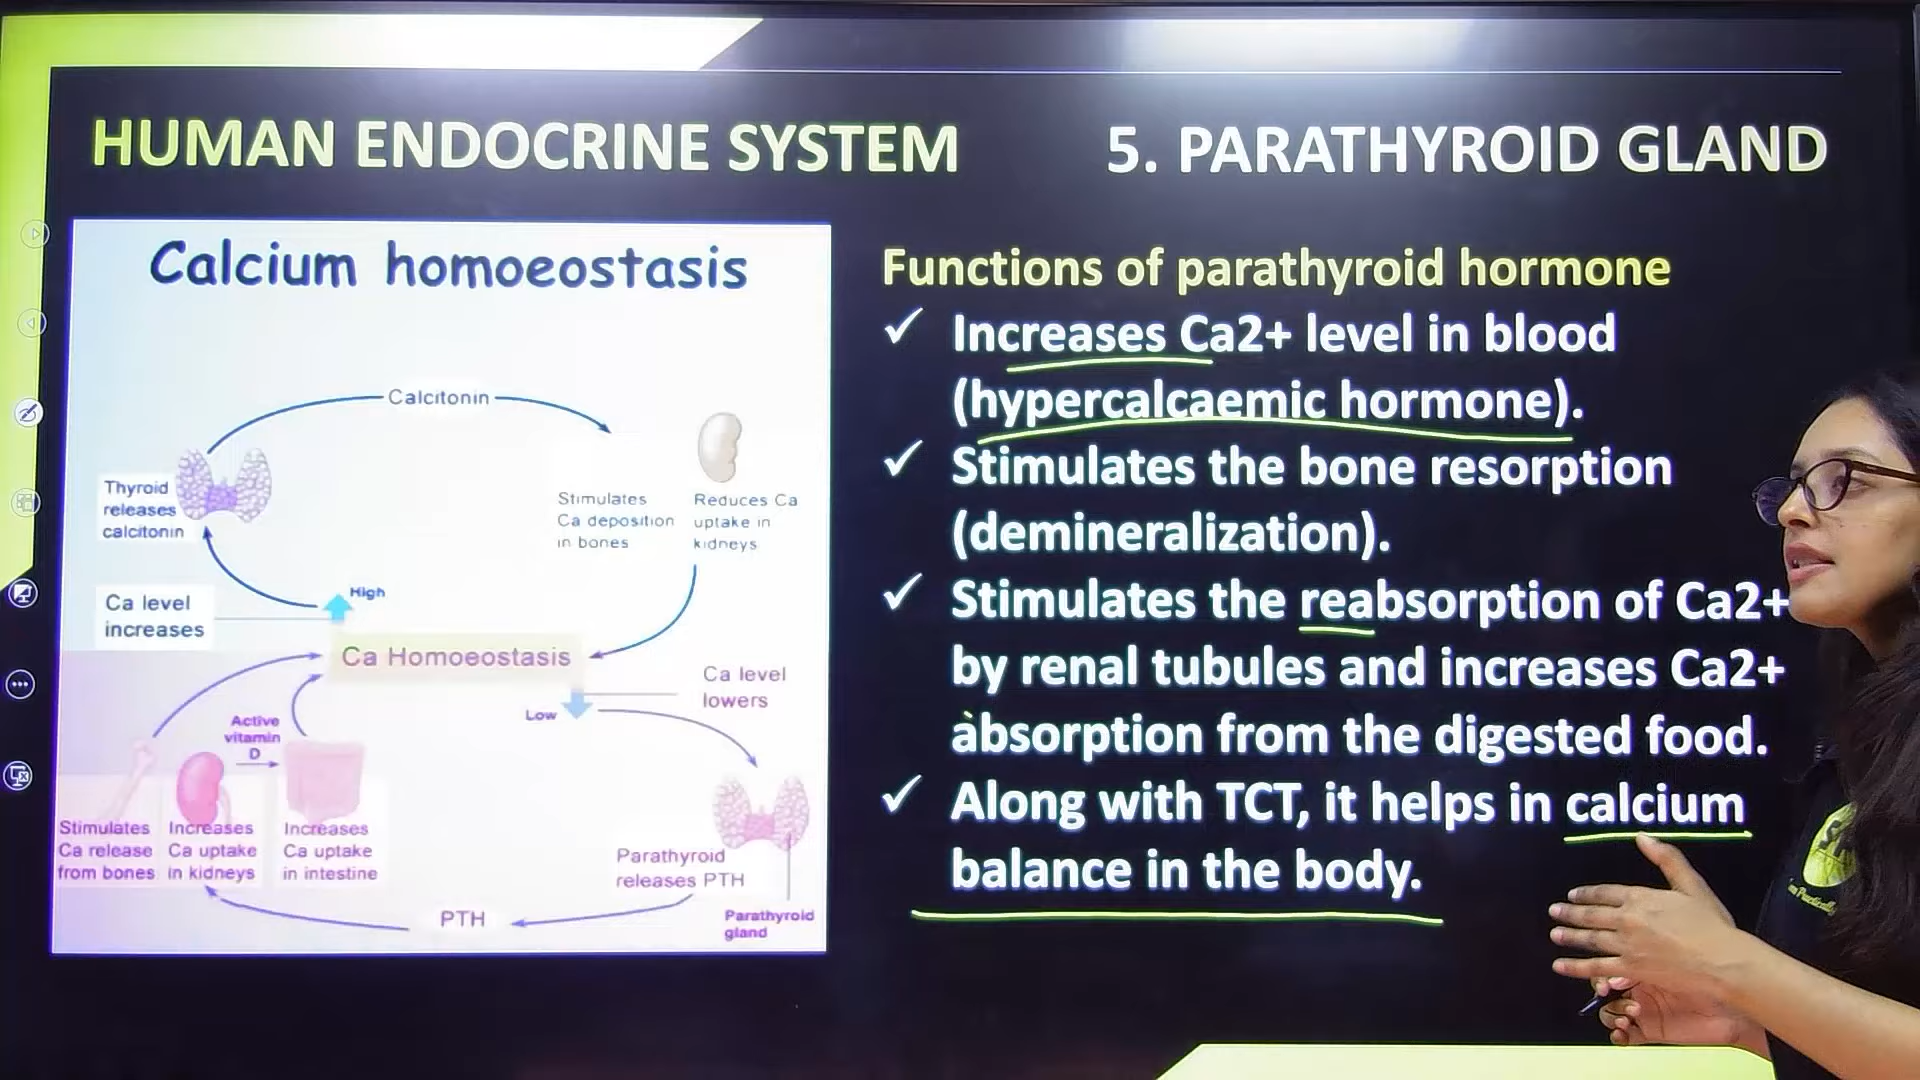 HUMAN ENDOCRINE SYSTEM
5. PARATHYROID GLAND
Calcium homoeostasis
Calcitonin
Thyroid
releases
calcitonin
Stimulates
Ca deposition
in bones
Reduces Ca
uptake in
kidneys
High
Ca level
increases
Ca Homoeostasis
Ca level
lowers
Low
Active
vitamin
D
Stimulates
Ca release
from bones
Increases
Ca uptake
in kidneys
Increases
Ca uptake
in intestine
Parathyroid
releases PTH
PTH
Parathyroid
gland
Functions of parathyroid hormone
✓ Increases Ca2+ level in blood
(hypercalcaemic hormone).
✓ Stimulates the bone resorption
(demineralization).
✓ Stimulates the reabsorption of Ca2+
by renal tubules and increases Ca2+
absorption from the digested food.
✓ Along with TCT, it helps in calcium
balance in the body.